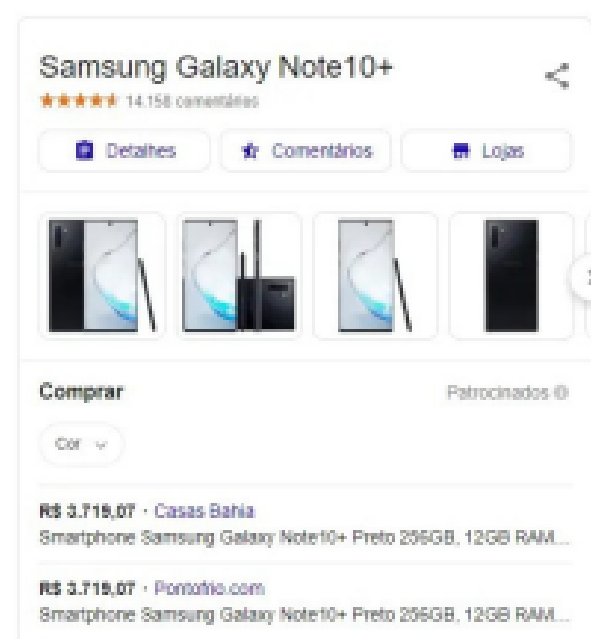 Samsung Galaxy Note10+
14.158 comentários
Detalhes
Comentários
Lojas
Comprar
Patrocinados
Cor
R$ 3.719,07 · Casas Bahia
Smartphone Samsung Galaxy Note10+ Preto 256GB, 12GB RAM...
R$ 3.719,07 · Pontofrio.com
Smartphone Samsung Galaxy Note10+ Preto 256GB, 12GB RAM...